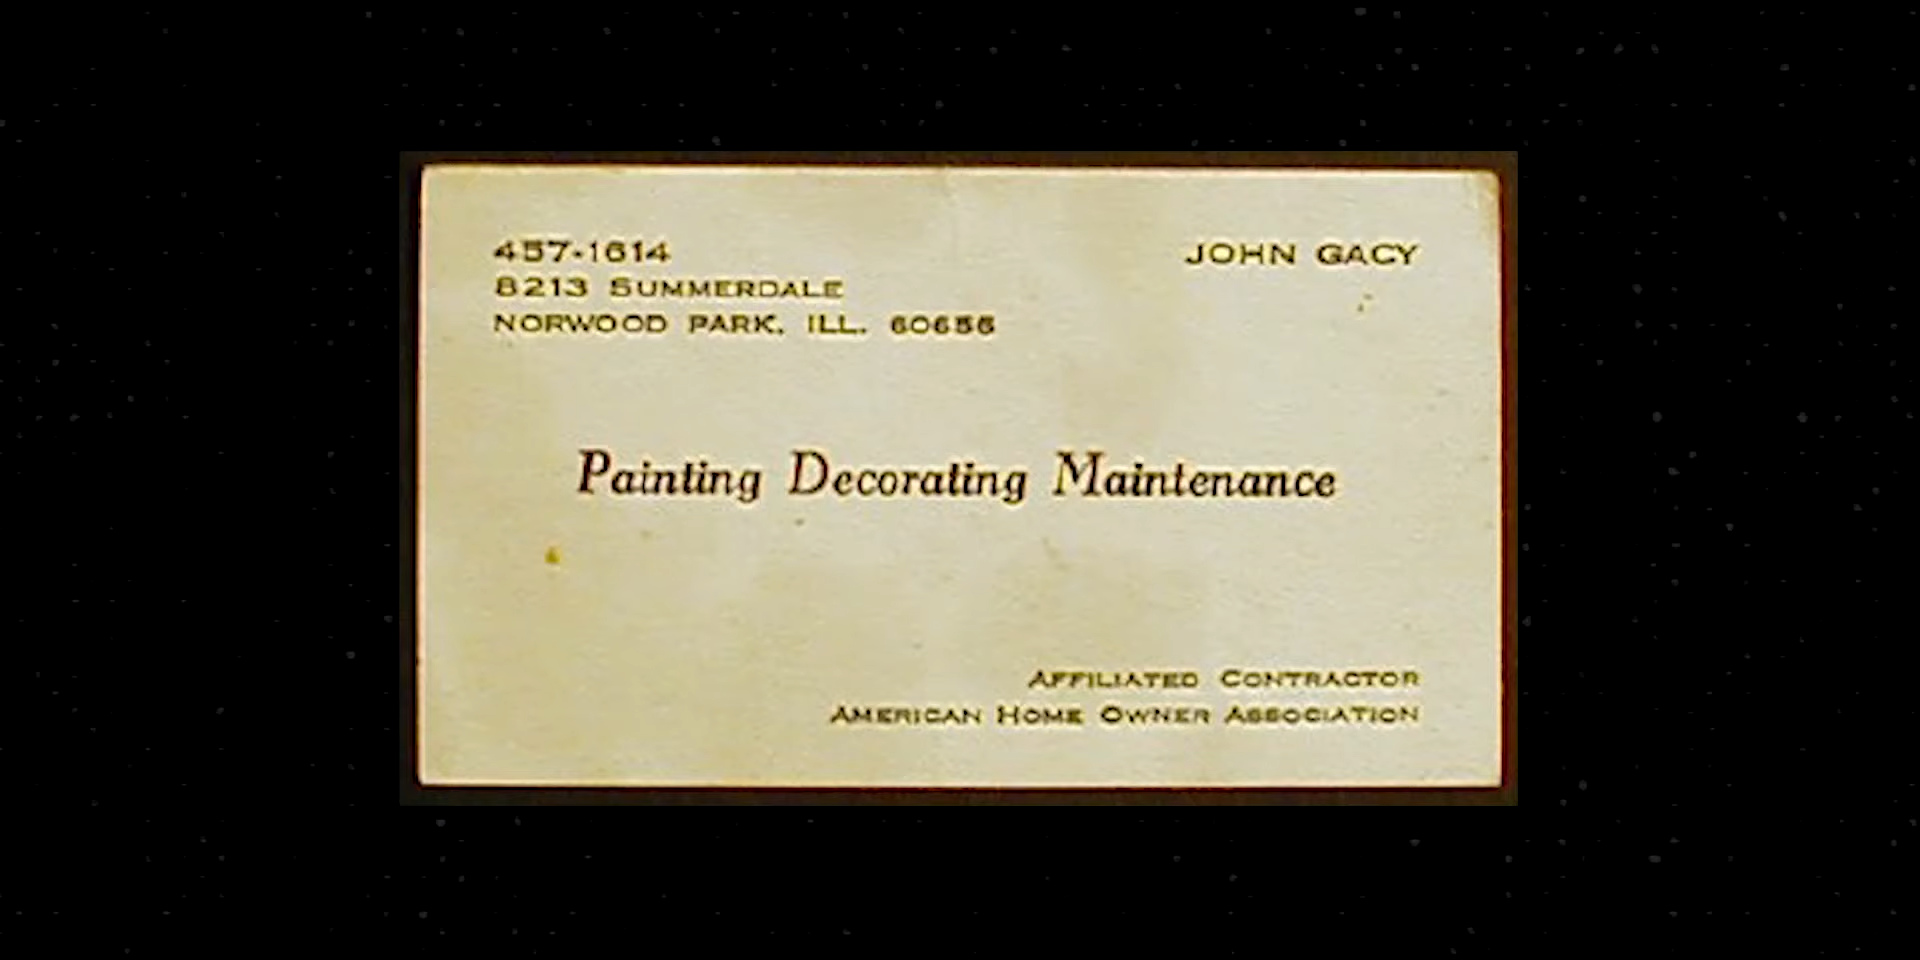 457-1614
8213 SUMMERDALE
NORWOOD PARK, ILL. 60656
JOHN GACY
Painting Decorating Maintenance
AFFILIATED CONTRACTOR
AMERICAN HOME OWNER ASSOCIATION